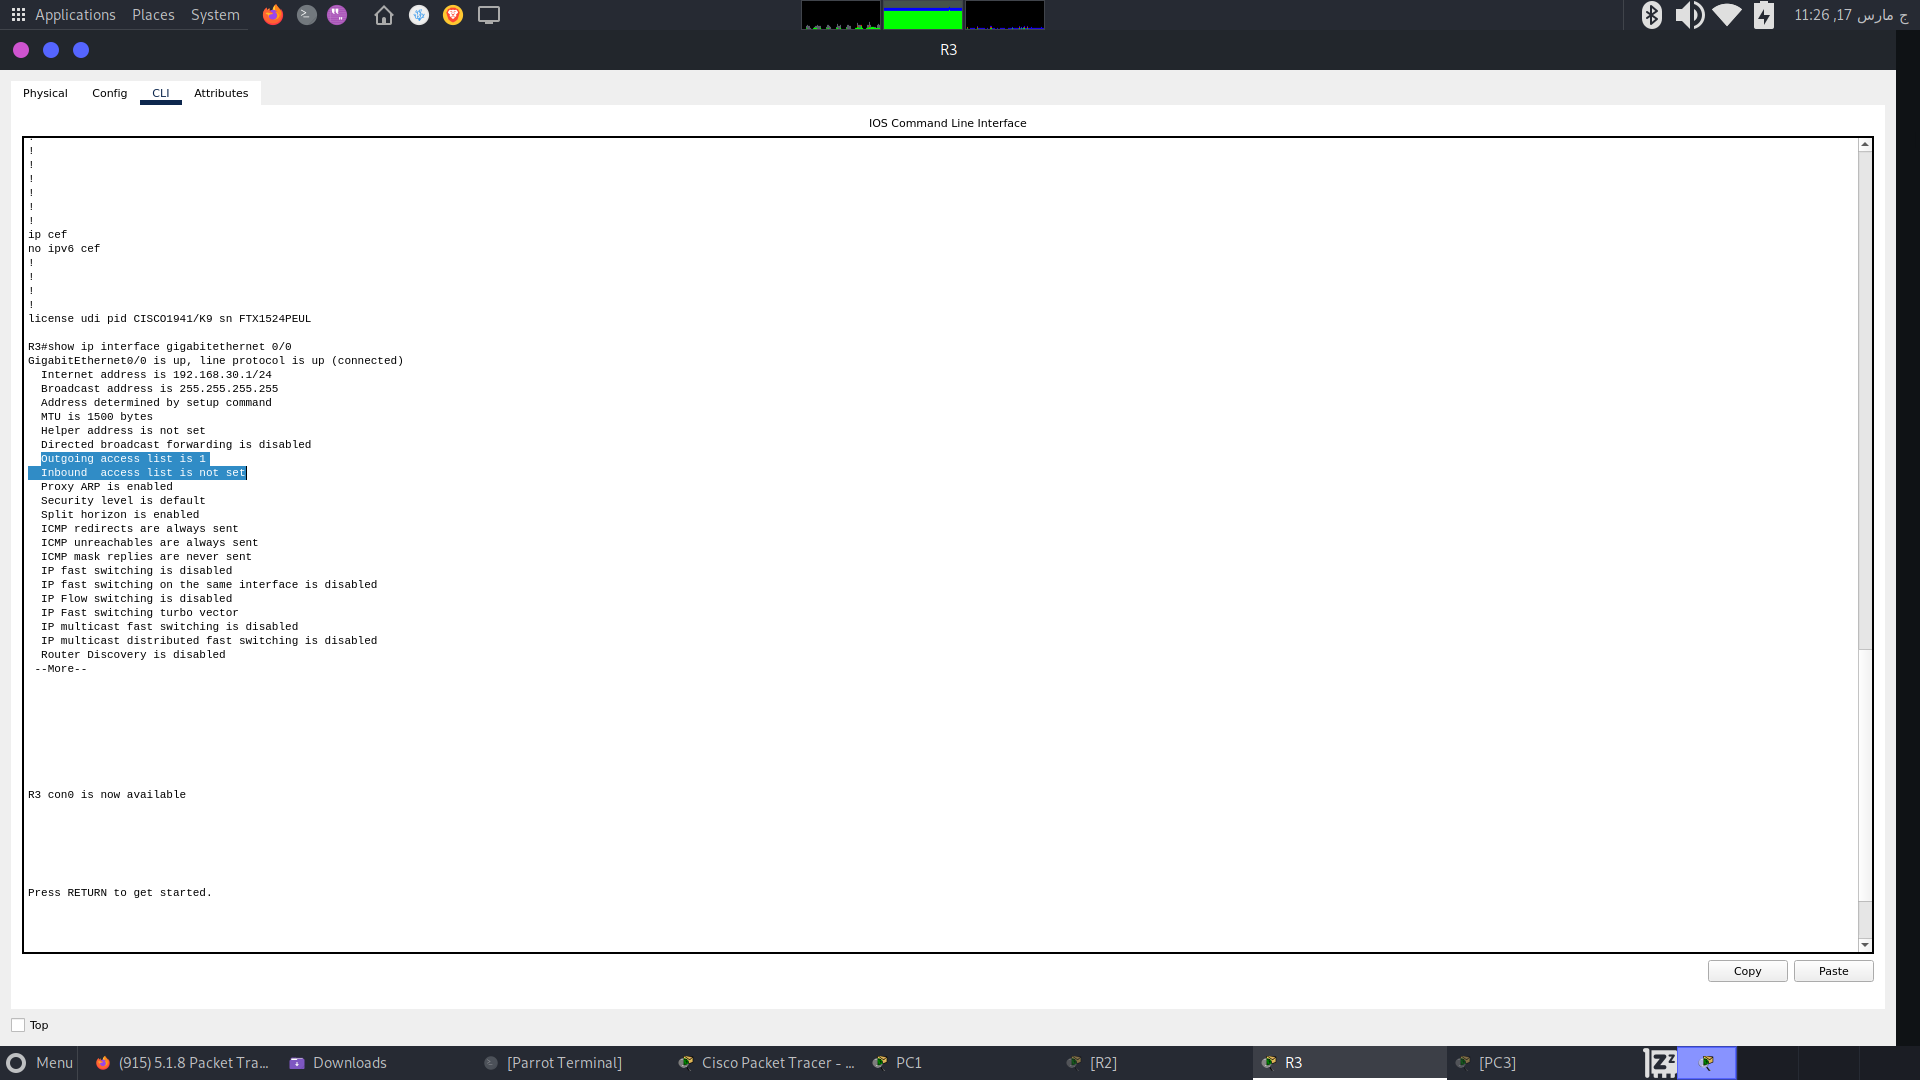 Applications Places System
11:26 ,17 مارس ج
R3
Physical Config CLI Attributes
IOS Command Line Interface
!
!
!
!
!
!
!
ip cef
no ipv6 cef
!
!
!
!
license udi pid CISCO1941/K9 sn FTX1524PEUL
R3#show ip interface gigabitethernet 0/0
GigabitEthernet0/0 is up, line protocol is up (connected)
Internet address is 192.168.30.1/24
Broadcast address is 255.255.255.255
Address determined by setup command
MTU is 1500 bytes
Helper address is not set
Directed broadcast forwarding is disabled
Outgoing access list is 1
Inbound  access list is not set
Proxy ARP is enabled
Security level is default
Split horizon is enabled
ICMP redirects are always sent
ICMP unreachables are always sent
ICMP mask replies are never sent
IP fast switching is disabled
IP fast switching on the same interface is disabled
IP Flow switching is disabled
IP Fast switching turbo vector
IP multicast fast switching is disabled
IP multicast distributed fast switching is disabled
Router Discovery is disabled
--More--
R3 con0 is now available
Press RETURN to get started.
Copy Paste
Top
Menu (915) 5.1.8 Packet Tra... Downloads [Parrot Terminal] Cisco Packet Tracer - ... PC1 [R2] R3 [PC3]